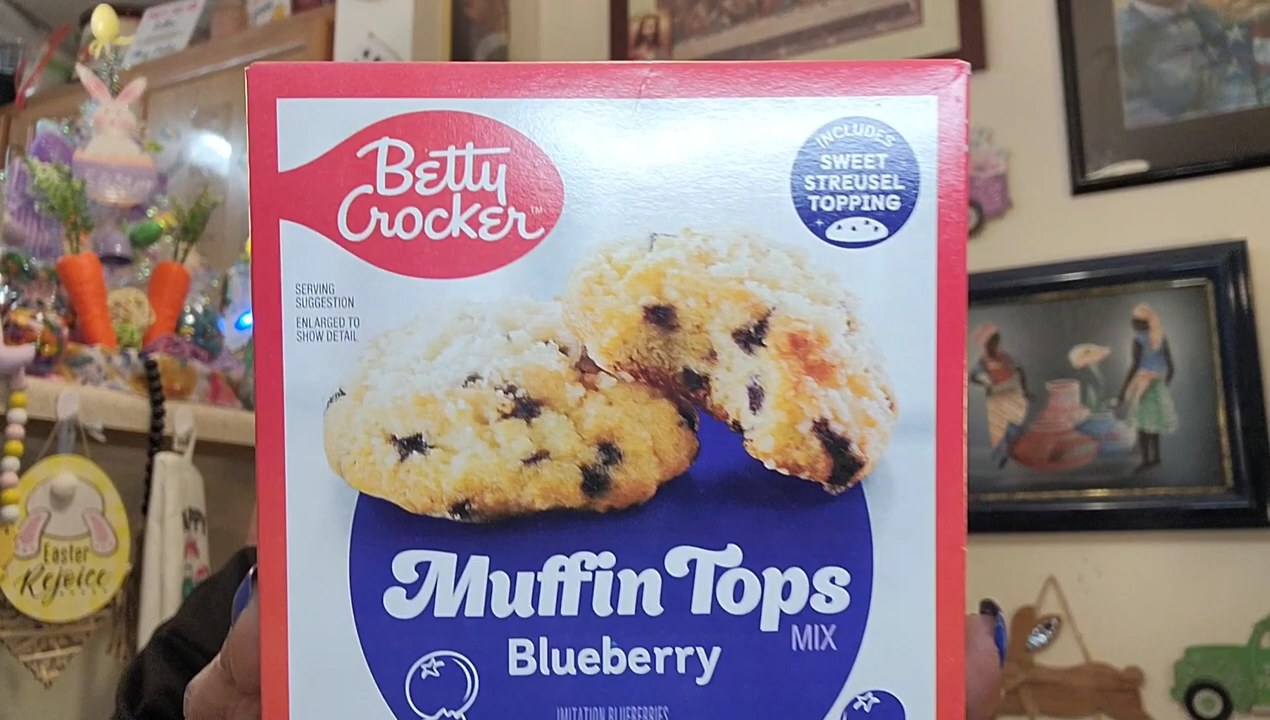 Betty
Crocker™
INCLUDES
SWEET
STREUSEL
TOPPING
SERVING
SUGGESTION
ENLARGED TO
SHOW DETAIL
Muffin Tops
MIX
Blueberry
IMITATION BLUEBERRIES
Easter
Rejoice